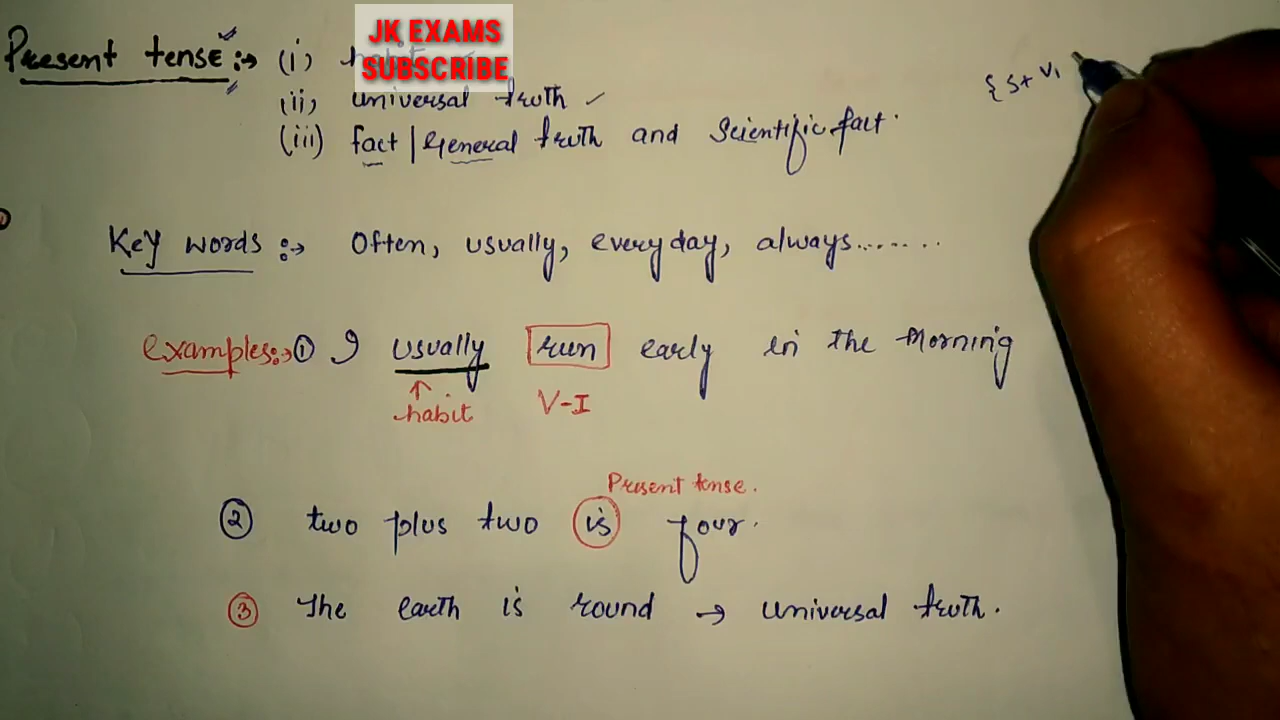 JK EXAMS
SUBSCRIBE
Present tense :→ (i) habit
(ii) universal truth
(iii) fact | General truth and Scientific fact.
{ S + V1
Key words :→ Often, usually, everyday, always.......
examples:→ ① I usually run early in the Morning
habit V-I
Present tense.
② two plus two is four.
③ The earth is round → universal truth.